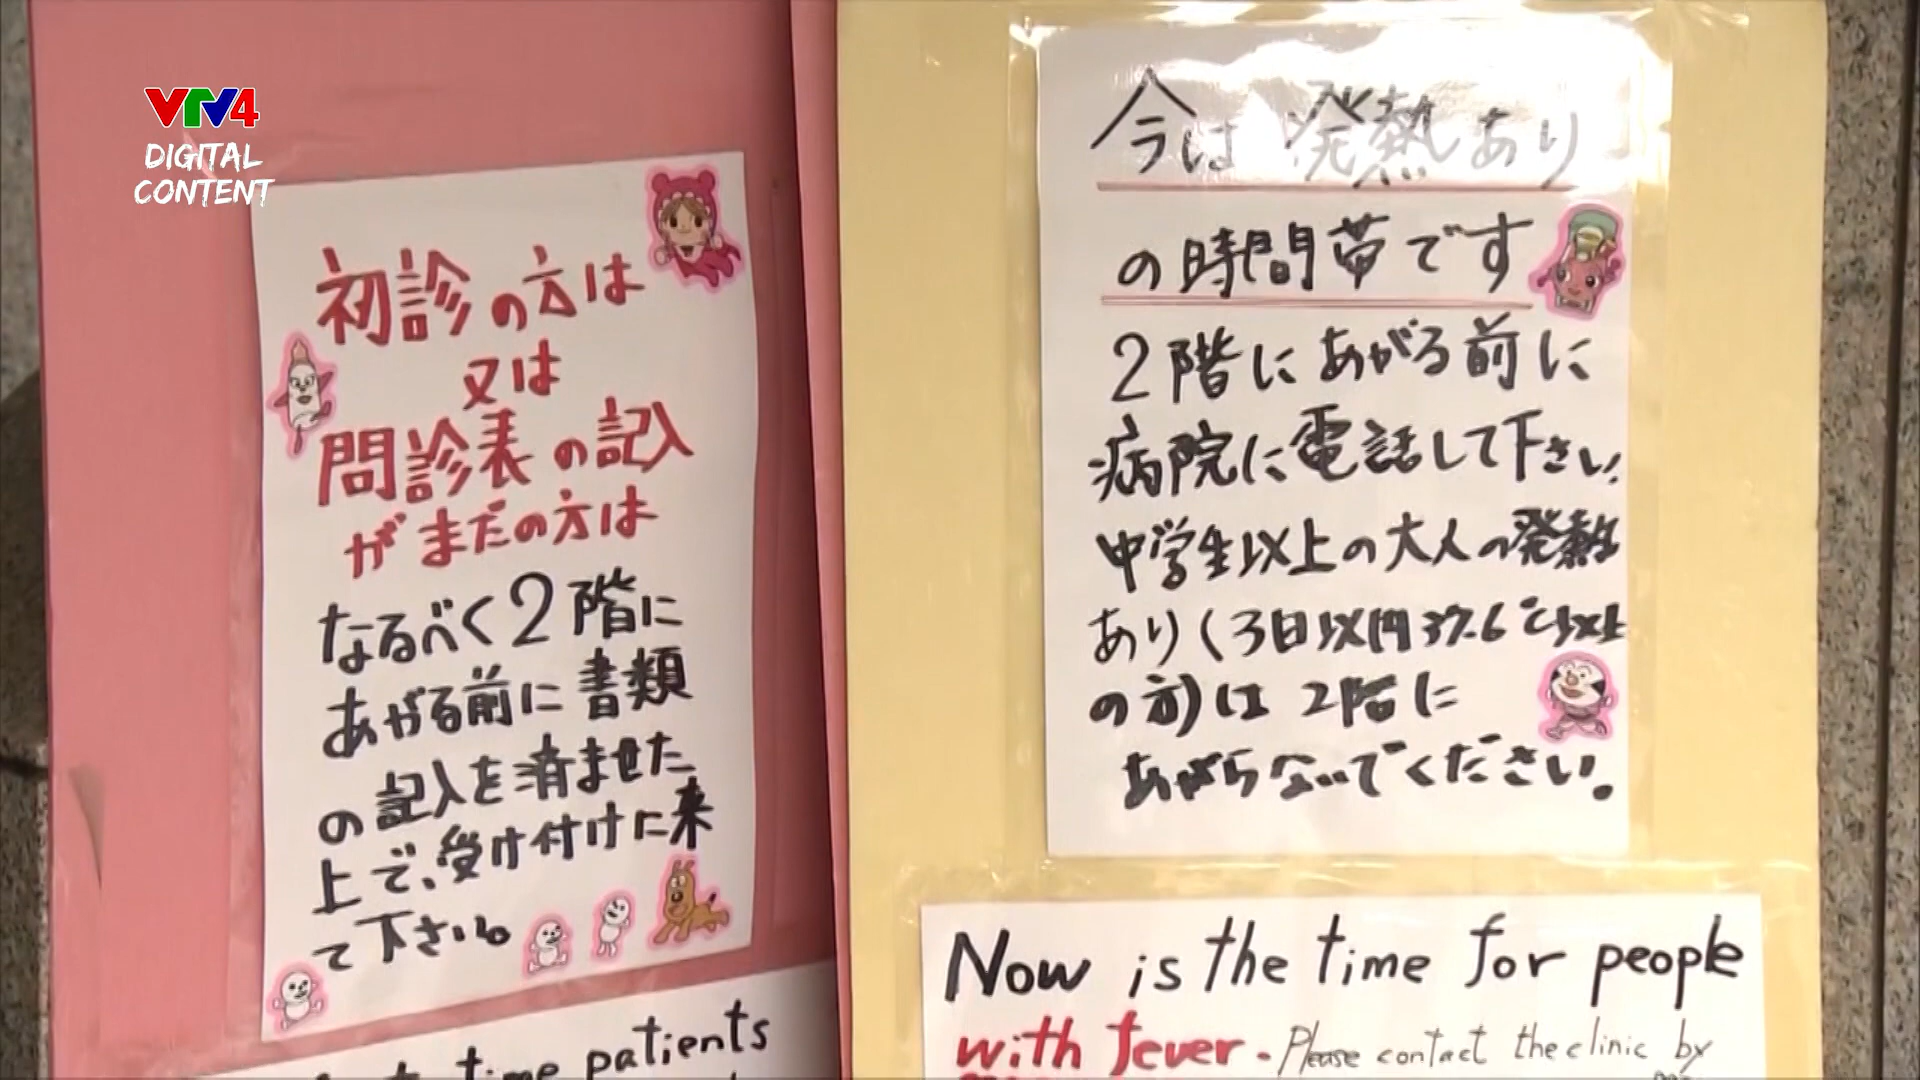 VTV4
DIGITAL
CONTENT
初診の方は
又は
問診表の記入
がまだの方は
なるべく2階に
あがる前に書類
の記入を済ませた
上で、受け付けに来
て下さい。
time patients
今は発熱あり
の時間帯です
2階にあがる前に
病院に電話して下さい!
中学生以上の大人の発熱
あり(3日以内37.6℃以上
の方)は2階に
あがらないでください。
Now is the time for people
with fever. Please contact the clinic by